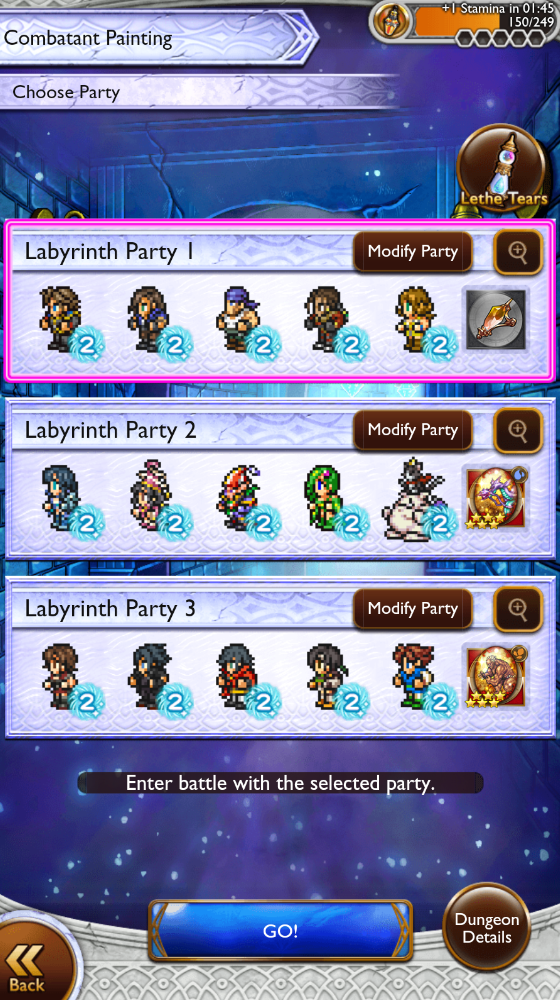 +1 Stamina in 01:45
150/249
Combatant Painting
Choose Party
Lethe Tears
Labyrinth Party 1
Modify Party
2 2 2 2 2
Labyrinth Party 2
Modify Party
2 2 2 2 2
Labyrinth Party 3
Modify Party
2 2 2 2 2
Enter battle with the selected party.
GO!
Dungeon
Details
Back